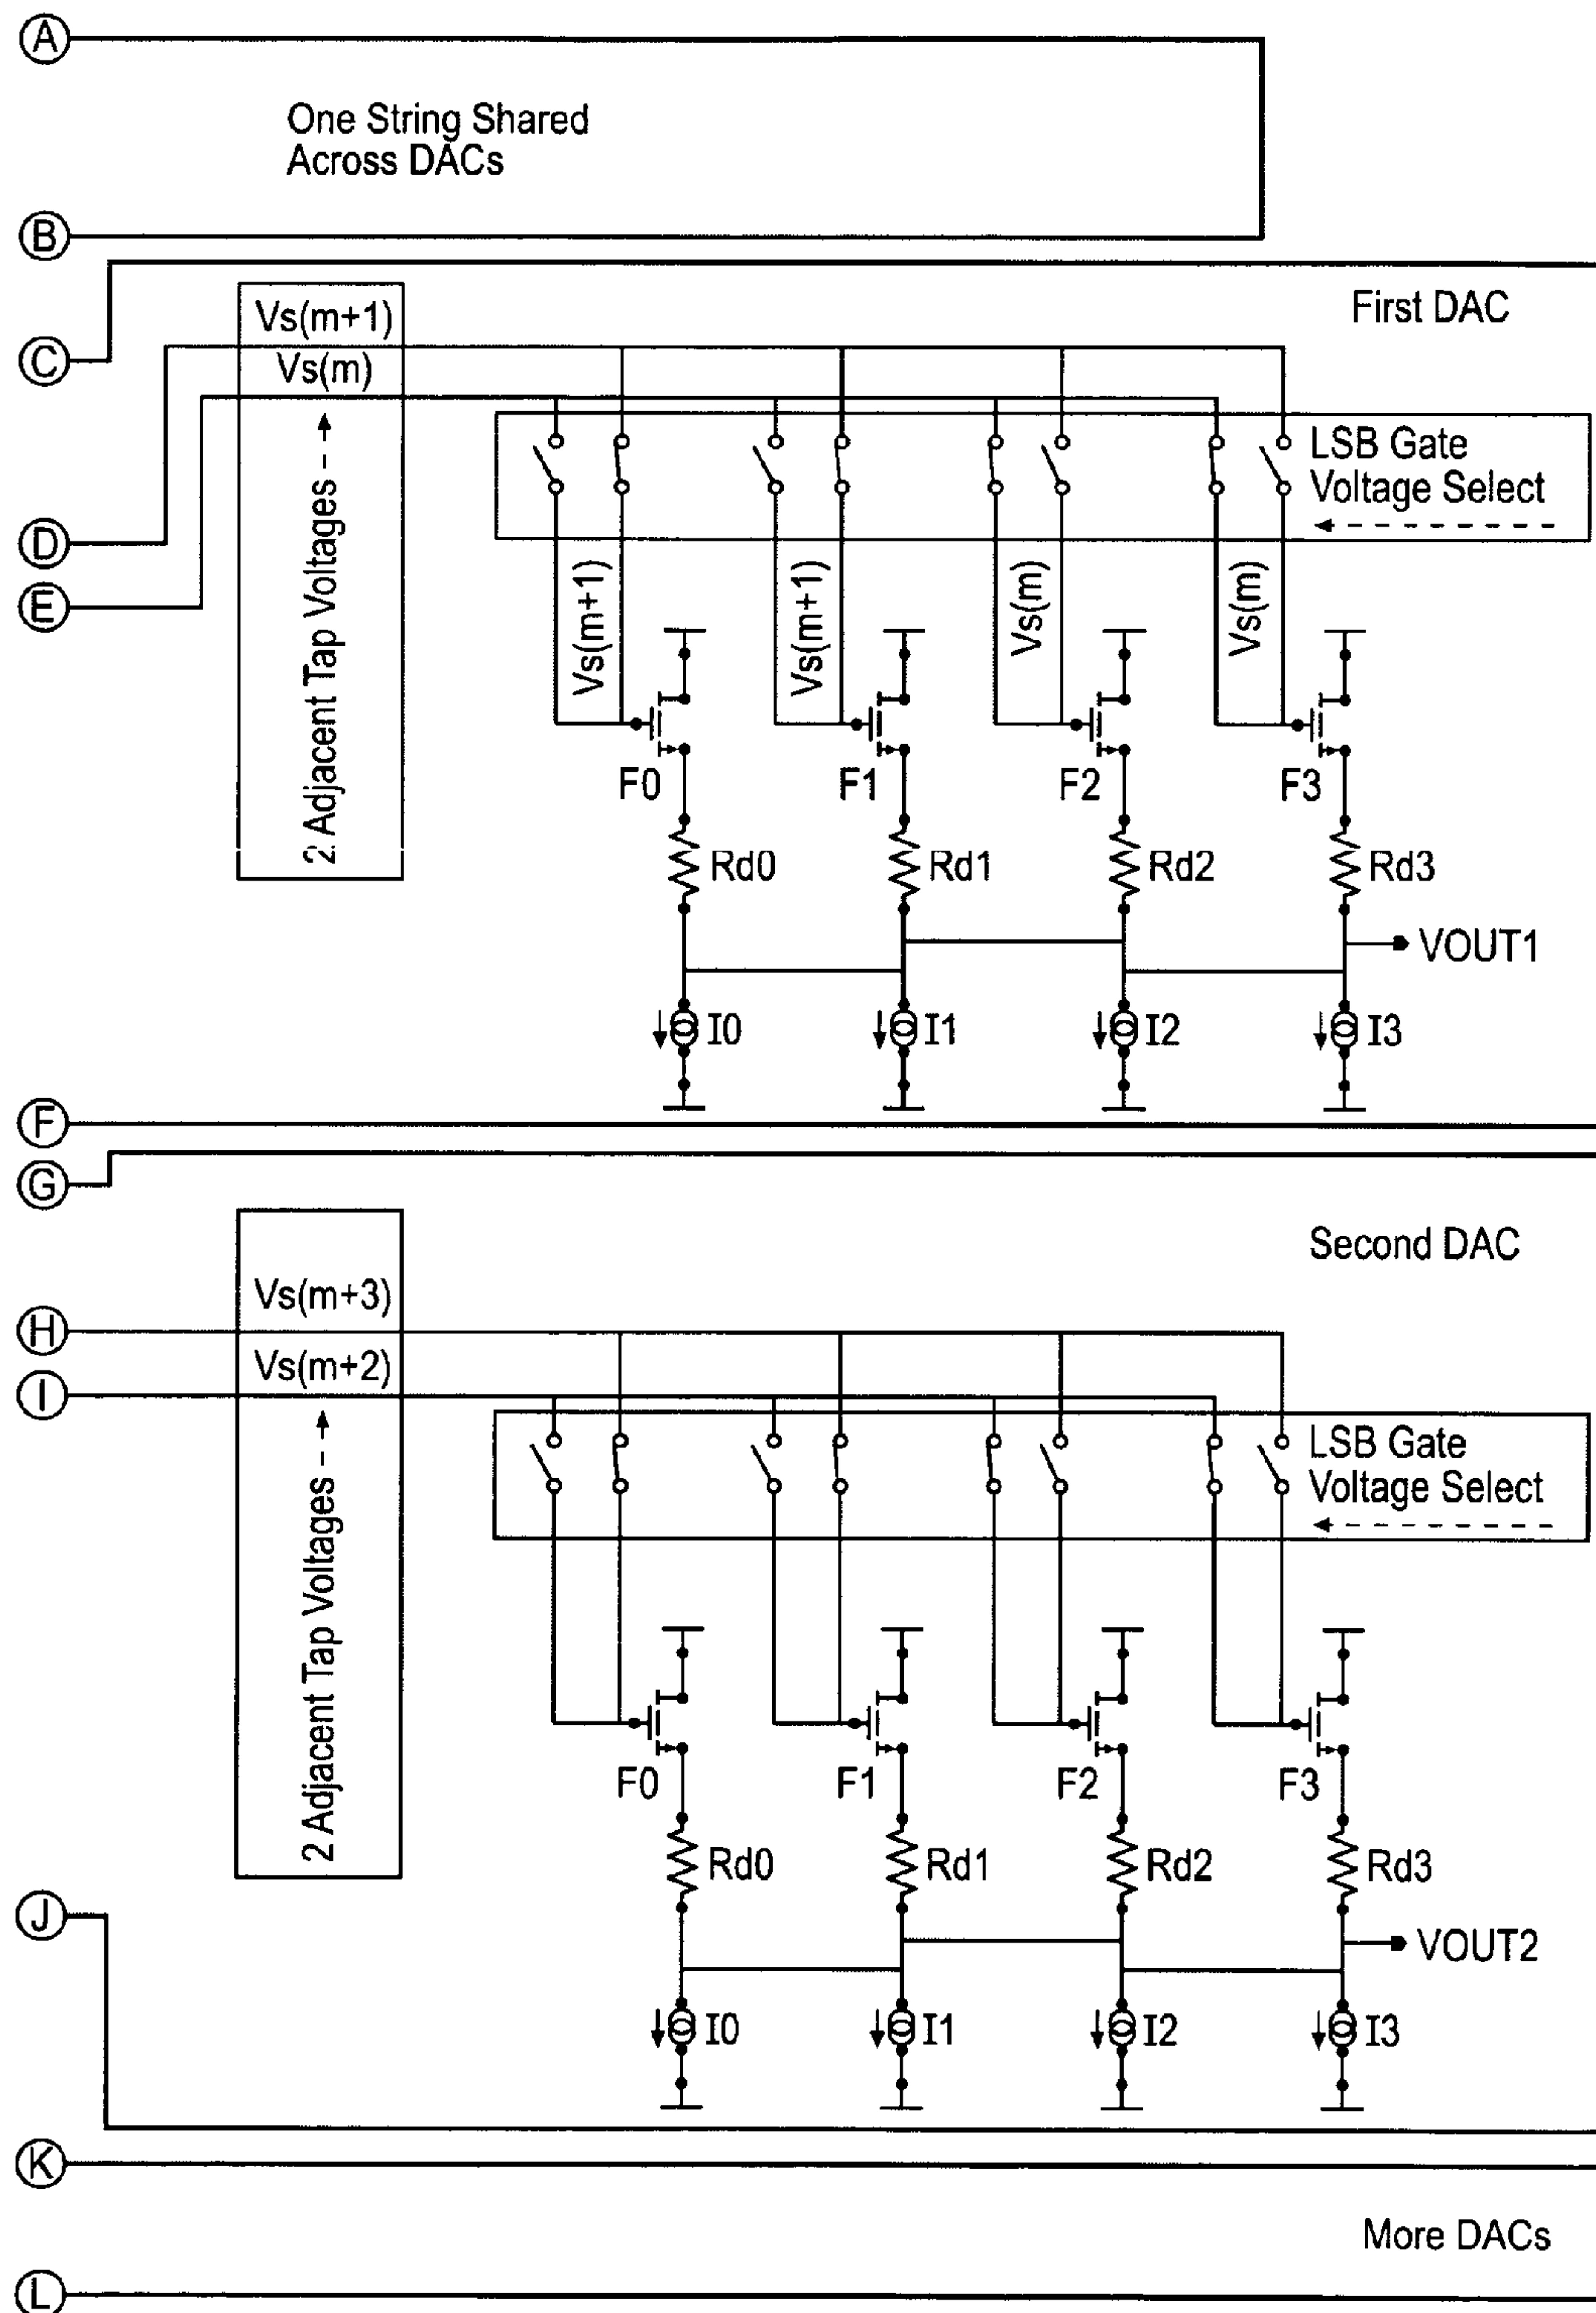 A
One String Shared
Across DACs
B
First DAC
C
Vs(m+1)
Vs(m)
2 Adjacent Tap Voltages
LSB Gate
Voltage Select
D
E
Vs(m+1)
Vs(m+1)
Vs(m)
Vs(m)
F0
F1
F2
F3
Rd0
Rd1
Rd2
Rd3
VOUT1
I0
I1
I2
I3
F
G
Second DAC
H
Vs(m+3)
I
Vs(m+2)
2 Adjacent Tap Voltages
LSB Gate
Voltage Select
F0
F1
F2
F3
Rd0
Rd1
Rd2
Rd3
J
VOUT2
I0
I1
I2
I3
K
More DACs
L